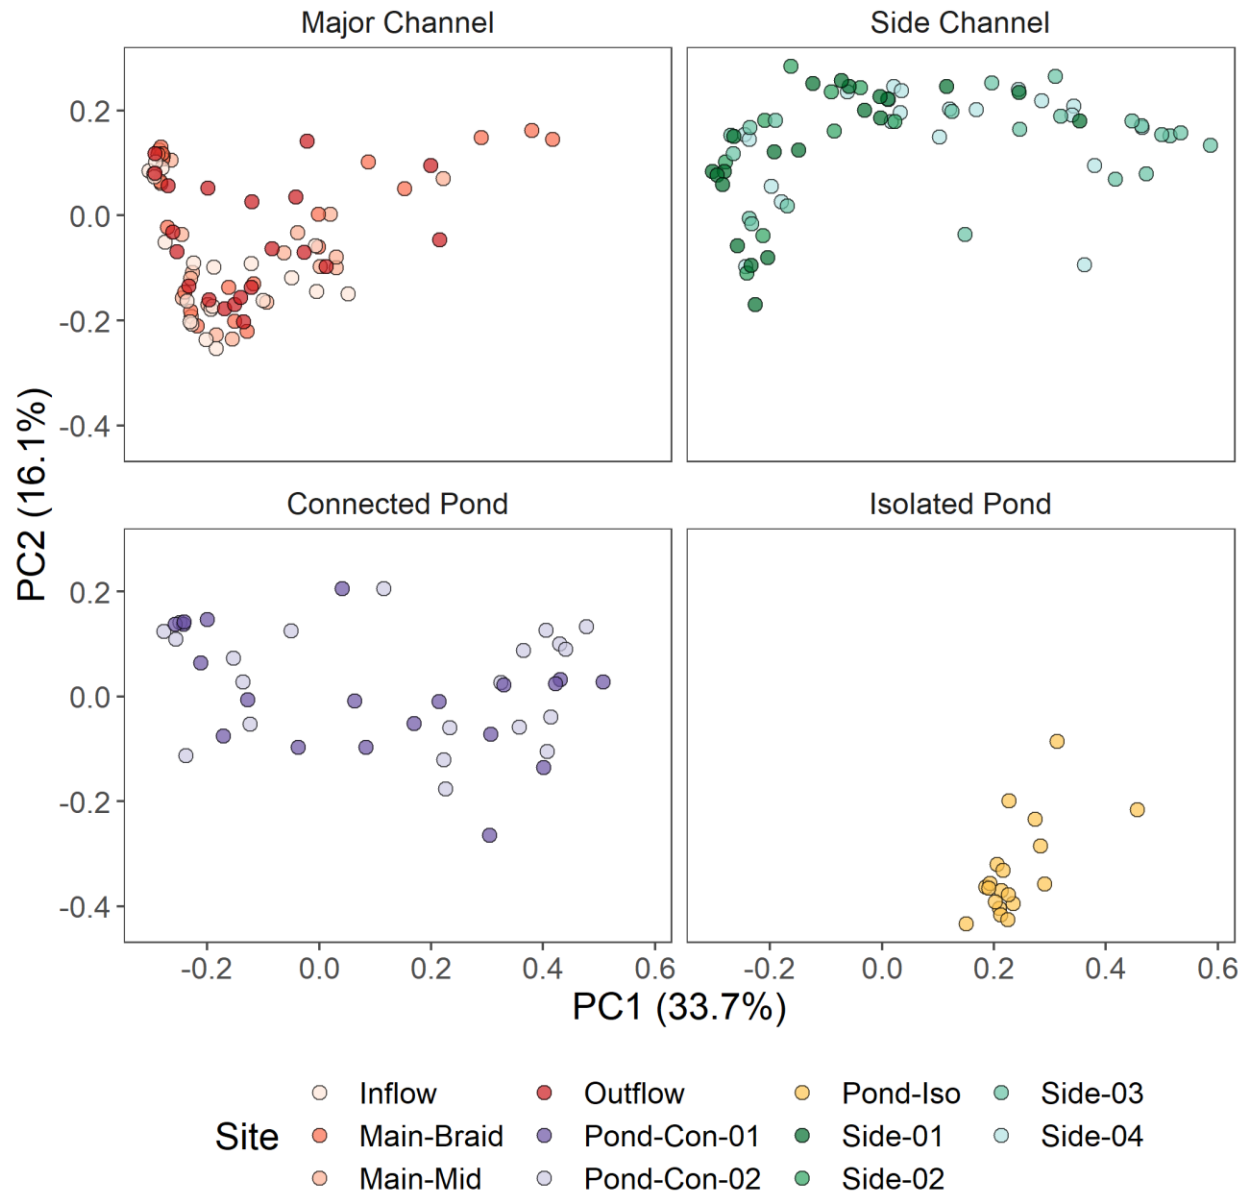 Major Channel
Side Channel
0.2
0.0
-0.2
-0.4
Connected Pond
Isolated Pond
0.2
0.0
-0.2
-0.4
PC2 (16.1%)
-0.2 0.0 0.2 0.4 0.6
-0.2 0.0 0.2 0.4 0.6
PC1 (33.7%)
Site
Inflow
Main-Braid
Main-Mid
Outflow
Pond-Con-01
Pond-Con-02
Pond-Iso
Side-01
Side-02
Side-03
Side-04